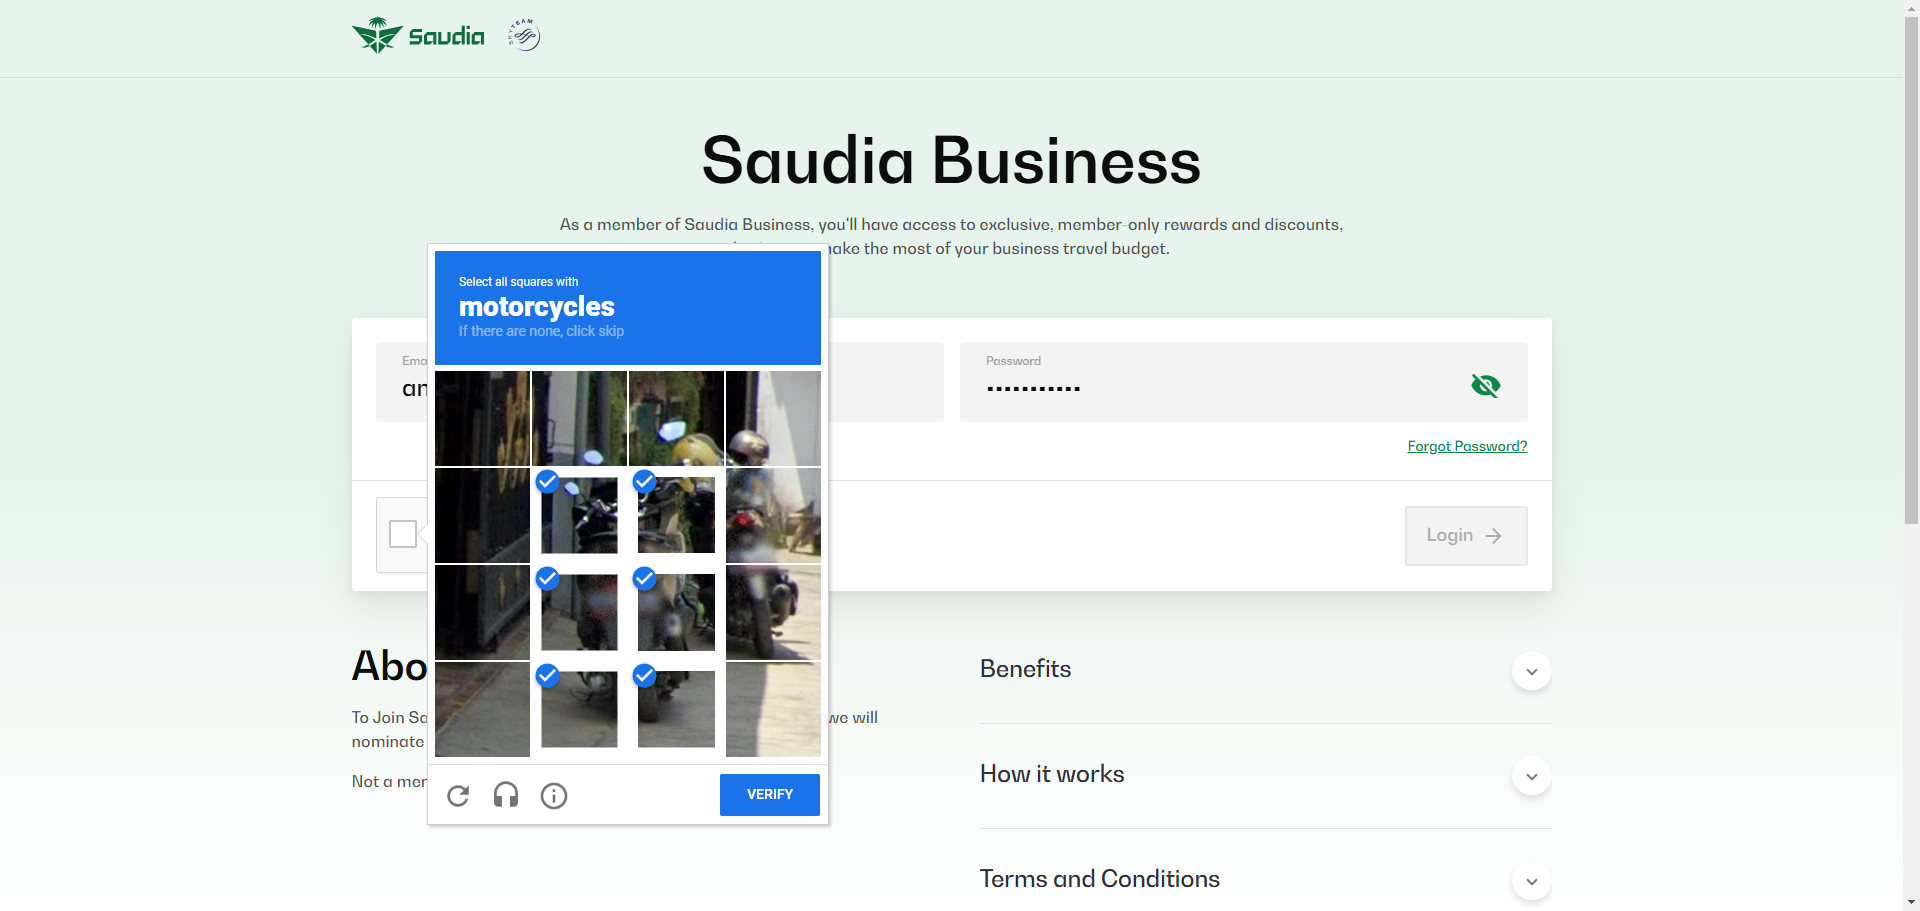 Saudia
SKYTEAM
Saudia Business
As a member of Saudia Business, you'll have access to exclusive, member-only rewards and discounts,
ake the most of your business travel budget.
Select all squares with
motorcycles
If there are none, click skip
Ema
an
Password
Forgot Password?
Login
VERIFY
Abo
To Join Sa
we will
nominate
Not a mer
Benefits
How it works
Terms and Conditions